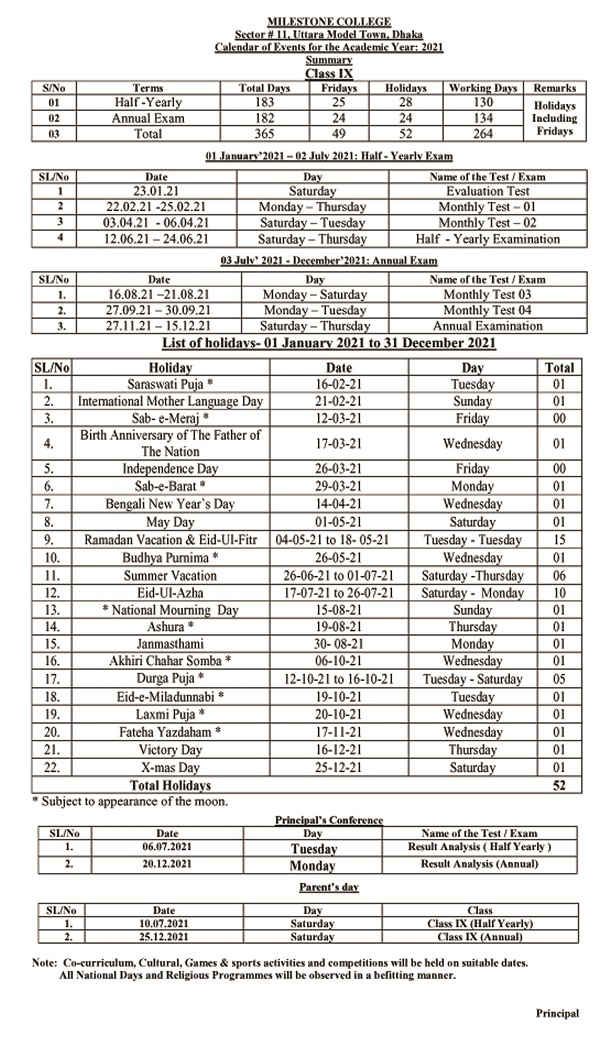 MILESTONE COLLEGE
Sector # 11, Uttara Model Town, Dhaka
Calendar of Events for the Academic Year: 2021
Summary
Class IX
S/No Terms Total Days Fridays Holidays Working Days Remarks
01 Half -Yearly 183 25 28 130 Holidays
02 Annual Exam 182 24 24 134 Including
03 Total 365 49 52 264 Fridays
01 January'2021 – 02 July 2021: Half - Yearly Exam
SL/No Date Day Name of the Test / Exam
1 23.01.21 Saturday Evaluation Test
2 22.02.21 -25.02.21 Monday – Thursday Monthly Test – 01
3 03.04.21 - 06.04.21 Saturday – Tuesday Monthly Test – 02
4 12.06.21 – 24.06.21 Saturday – Thursday Half - Yearly Examination
03 July' 2021 - December'2021: Annual Exam
SL/No Date Day Name of the Test / Exam
1. 16.08.21 –21.08.21 Monday – Saturday Monthly Test 03
2. 27.09.21 – 30.09.21 Monday – Tuesday Monthly Test 04
3. 27.11.21 – 15.12.21 Saturday – Thursday Annual Examination
List of holidays- 01 January 2021 to 31 December 2021
SL/No Holiday Date Day Total
1. Saraswati Puja * 16-02-21 Tuesday 01
2. International Mother Language Day 21-02-21 Sunday 01
3. Sab- e-Meraj * 12-03-21 Friday 00
4. Birth Anniversary of The Father of
The Nation 17-03-21 Wednesday 01
5. Independence Day 26-03-21 Friday 00
6. Sab-e-Barat * 29-03-21 Monday 01
7. Bengali New Year's Day 14-04-21 Wednesday 01
8. May Day 01-05-21 Saturday 01
9. Ramadan Vacation & Eid-Ul-Fitr 04-05-21 to 18- 05-21 Tuesday - Tuesday 15
10. Budhya Purnima * 26-05-21 Wednesday 01
11. Summer Vacation 26-06-21 to 01-07-21 Saturday -Thursday 06
12. Eid-Ul-Azha 17-07-21 to 26-07-21 Saturday - Monday 10
13. * National Mourning Day 15-08-21 Sunday 01
14. Ashura * 19-08-21 Thursday 01
15. Janmasthami 30- 08-21 Monday 01
16. Akhiri Chahar Somba * 06-10-21 Wednesday 01
17. Durga Puja * 12-10-21 to 16-10-21 Tuesday - Saturday 05
18. Eid-e-Miladunnabi * 19-10-21 Tuesday 01
19. Laxmi Puja * 20-10-21 Wednesday 01
20. Fateha Yazdaham * 17-11-21 Wednesday 01
21. Victory Day 16-12-21 Thursday 01
22. X-mas Day 25-12-21 Saturday 01
Total Holidays 52
* Subject to appearance of the moon.
Principal's Conference
SL/No Date Day Name of the Test / Exam
1. 06.07.2021 Tuesday Result Analysis ( Half Yearly )
2. 20.12.2021 Monday Result Analysis (Annual)
Parent's day
SL/No Date Day Class
1. 10.07.2021 Saturday Class IX (Half Yearly)
2. 25.12.2021 Saturday Class IX (Annual)
Note: Co-curriculum, Cultural, Games & sports activities and competitions will be held on suitable dates.
All National Days and Religious Programmes will be observed in a befitting manner.
Principal